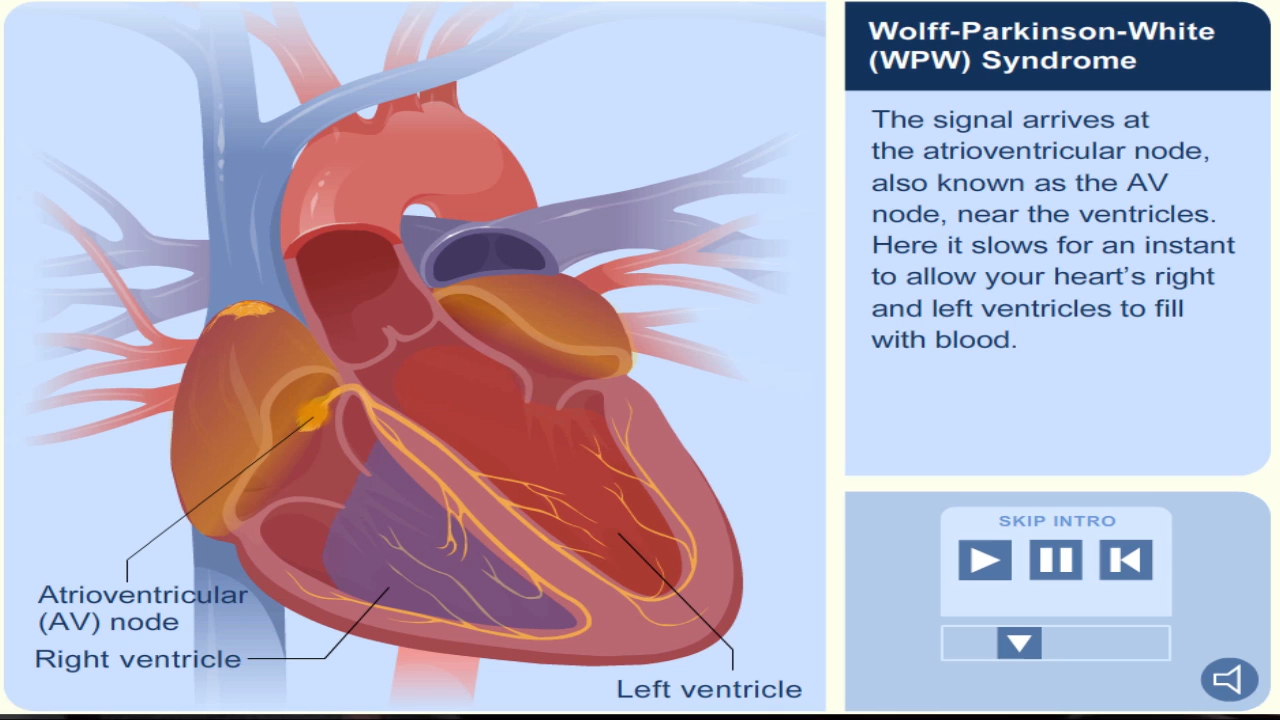 Wolff-Parkinson-White
(WPW) Syndrome
The signal arrives at
the atrioventricular node,
also known as the AV
node, near the ventricles.
Here it slows for an instant
to allow your heart’s right
and left ventricles to fill
with blood.
SKIP INTRO
Atrioventricular
(AV) node
Right ventricle
Left ventricle